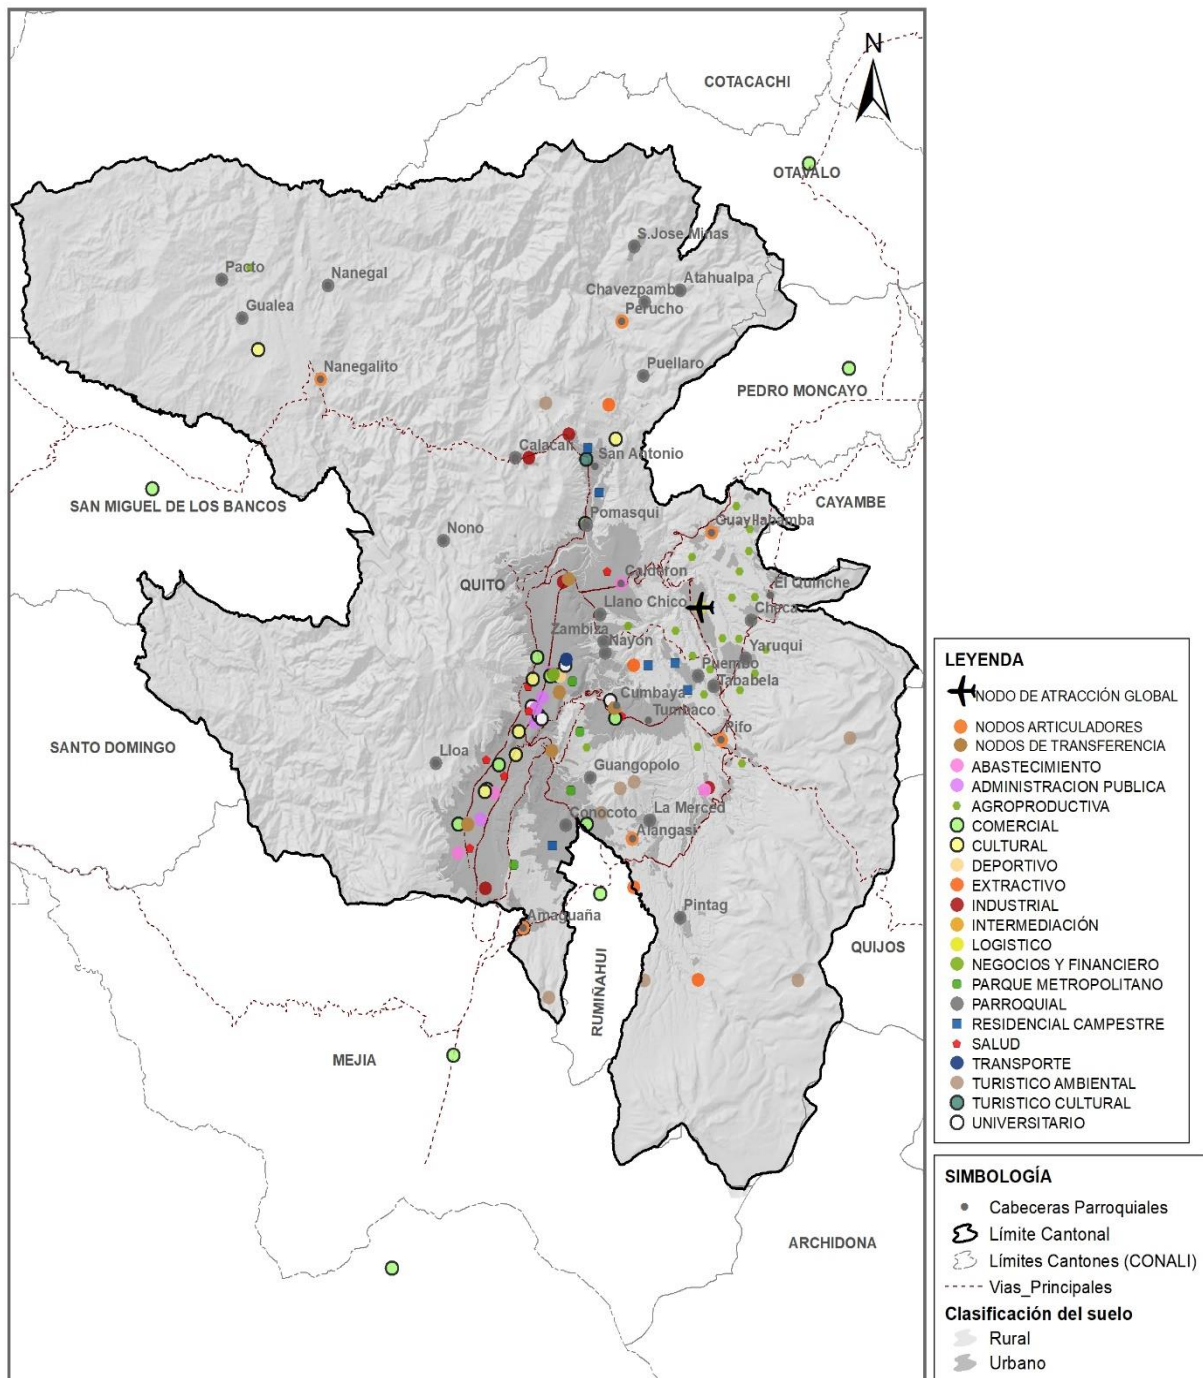 N
COTACACHI
OTAVALO
S.Jose Minas
Pacto
Nanegal
Atahualpa
Chavezpamb
Gualea
Perucho
Nanegalito
Puellaro
PEDRO MONCAYO
Calacali
San Antonio
SAN MIGUEL DE LOS BANCOS
CAYAMBE
Pomasqui
Guayllabamba
Nono
QUITO
Calderon
El Quinche
Llano Chico
Checa
Zambiza
Nayon
Yaruqui
Puembo
Tababela
Cumbaya
Tumbaco
Pifo
SANTO DOMINGO
Lloa
Guangopolo
La Merced
Conocoto
Alangasi
Amaguaña
Pintag
QUIJOS
RUMIÑAHUI
MEJIA
ARCHIDONA
LEYENDA
NODO DE ATRACCIÓN GLOBAL
NODOS ARTICULADORES
NODOS DE TRANSFERENCIA
ABASTECIMIENTO
ADMINISTRACION PUBLICA
AGROPRODUCTIVA
COMERCIAL
CULTURAL
DEPORTIVO
EXTRACTIVO
INDUSTRIAL
INTERMEDIACIÓN
LOGISTICO
NEGOCIOS Y FINANCIERO
PARQUE METROPOLITANO
PARROQUIAL
RESIDENCIAL CAMPESTRE
SALUD
TRANSPORTE
TURISTICO AMBIENTAL
TURISTICO CULTURAL
UNIVERSITARIO
SIMBOLOGÍA
Cabeceras Parroquiales
Límite Cantonal
Límites Cantones (CONALI)
Vias_Principales
Clasificación del suelo
Rural
Urbano